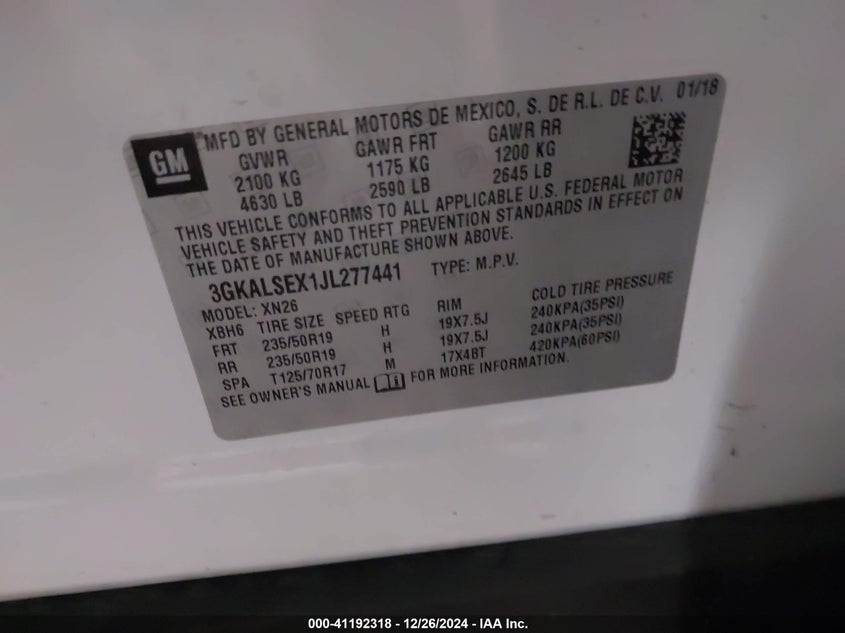 GM
MFD BY GENERAL MOTORS DE MEXICO, S. DE R.L. DE C.V. 01/18
GVWR GAWR FRT GAWR RR
2100 KG 1175 KG 1200 KG
4630 LB 2590 LB 2645 LB
THIS VEHICLE CONFORMS TO ALL APPLICABLE U.S. FEDERAL MOTOR
VEHICLE SAFETY AND THEFT PREVENTION STANDARDS IN EFFECT ON
THE DATE OF MANUFACTURE SHOWN ABOVE.
3GKALSEX1JL277441 TYPE: M.P.V.
MODEL: XN26
XBH6 TIRE SIZE SPEED RTG RIM COLD TIRE PRESSURE
FRT 235/50R19 H 19X7.5J 240KPA(35PSI)
RR 235/50R19 H 19X7.5J 240KPA(35PSI)
SPA T125/70R17 M 17X4BT 420KPA(60PSI)
SEE OWNER'S MANUAL FOR MORE INFORMATION.
000-41192318 - 12/26/2024 - IAA Inc.